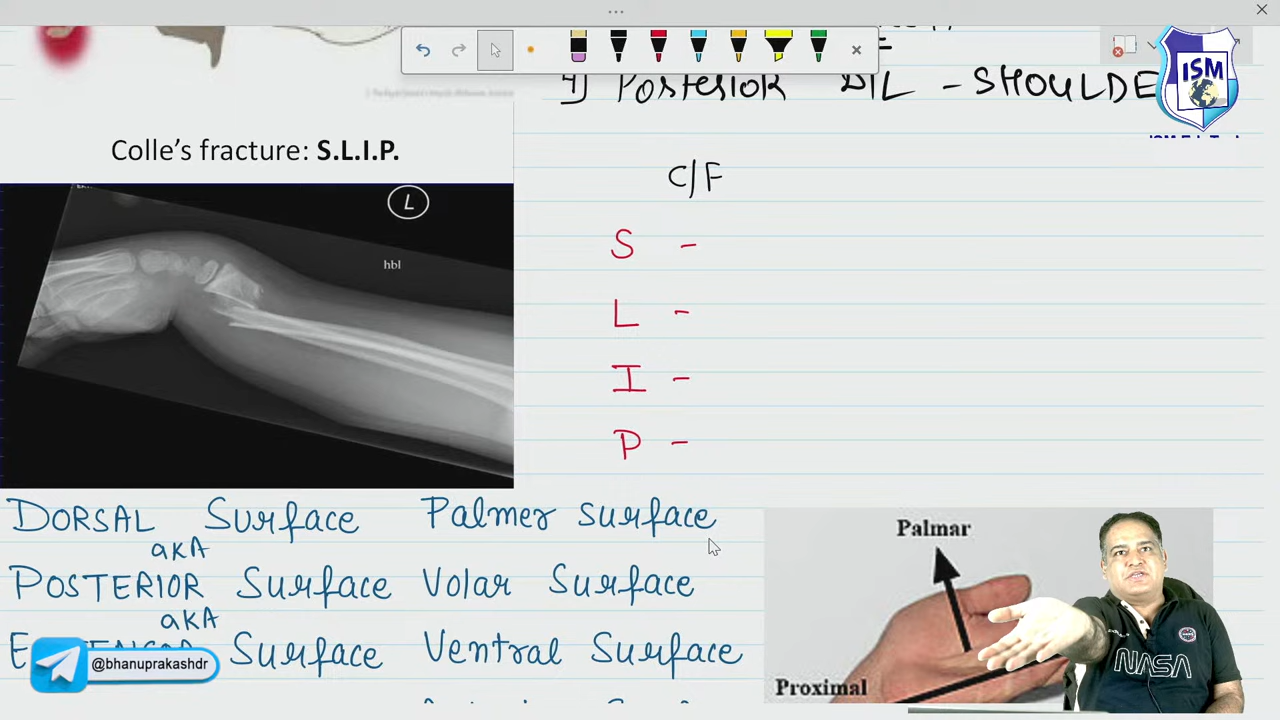 4) Posterior D/L - SHOULDE
ISM
Colle's fracture: S.L.I.P.
C/F
L
hbl
S -
L -
I -
P -
DORSAL Surface
aKA
POSTERIOR Surface
aKA
Surface
Palmer surface
Volar Surface
Ventral Surface
@bhanuprakashdr
Palmar
Proximal
NASA